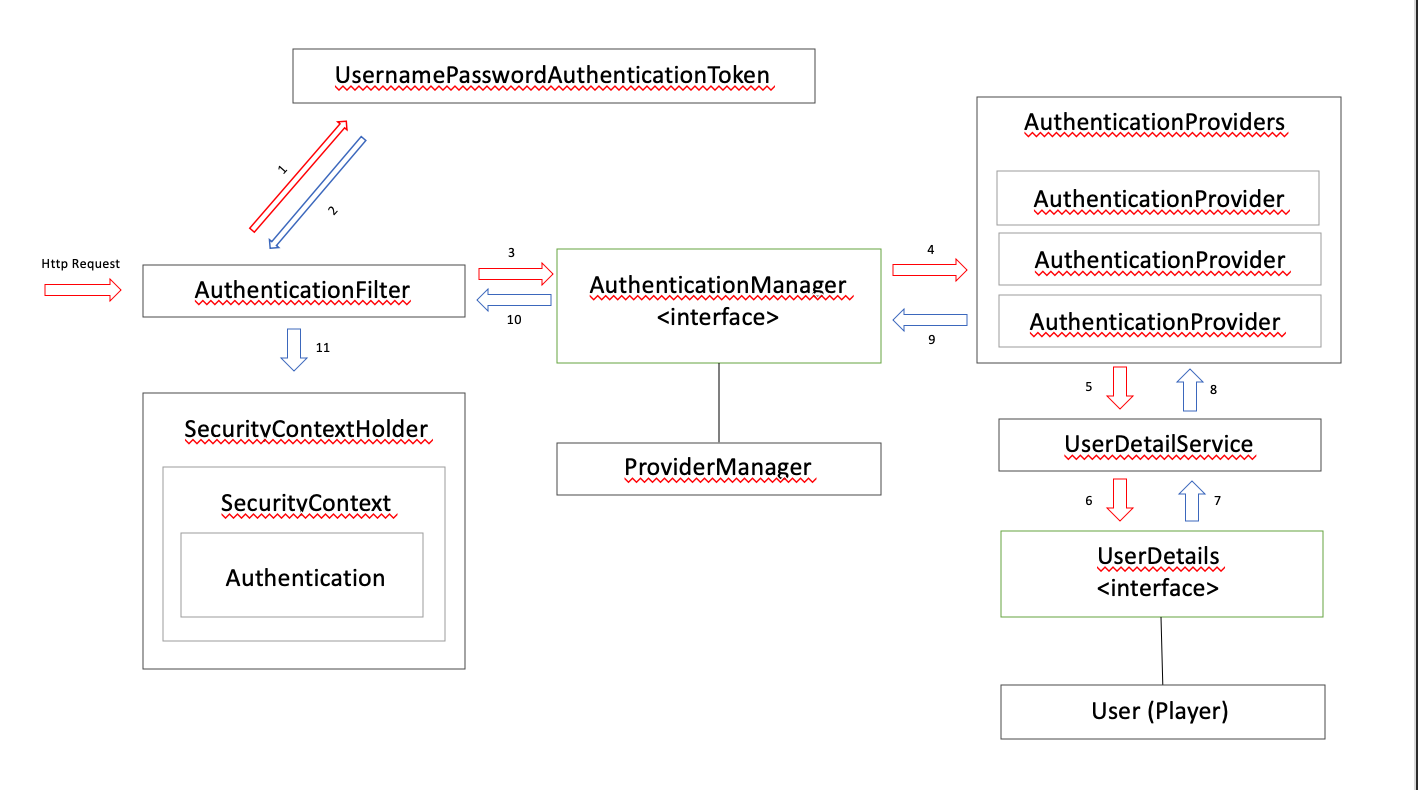 UsernamePasswordAuthenticationToken
AuthenticationProviders
1
AuthenticationProvider
2
Http Request
3
4
AuthenticationProvider
AuthenticationFilter
AuthenticationManager
<interface>
10
9
AuthenticationProvider
11
5
8
SecurityContextHolder
UserDetailService
ProviderManager
SecurityContext
6
7
UserDetails
<interface>
Authentication
User (Player)